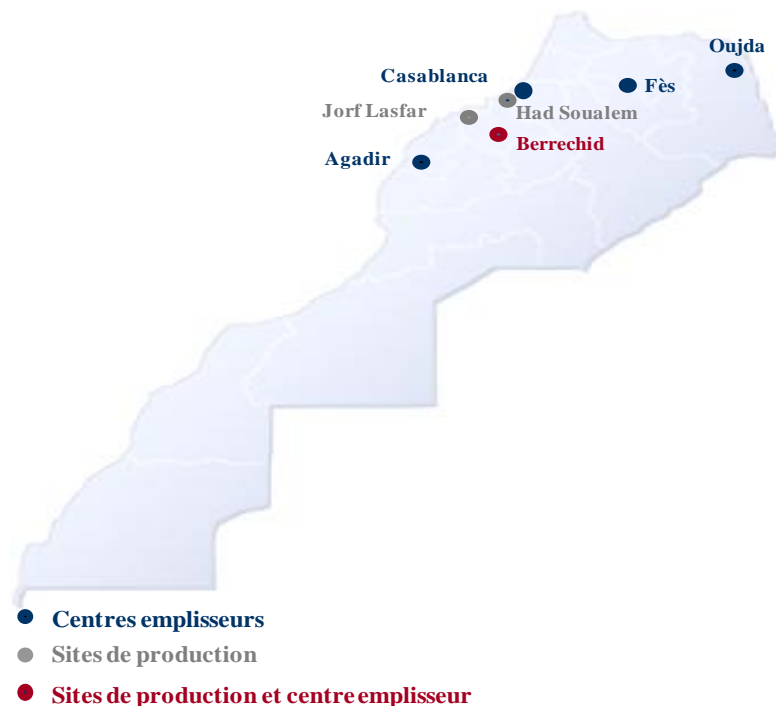 Oujda
Casablanca
Fès
Jorf Lasfar
Had Soualem
Berrechid
Agadir
Centres emplisseurs
Sites de production
Sites de production et centre emplisseur